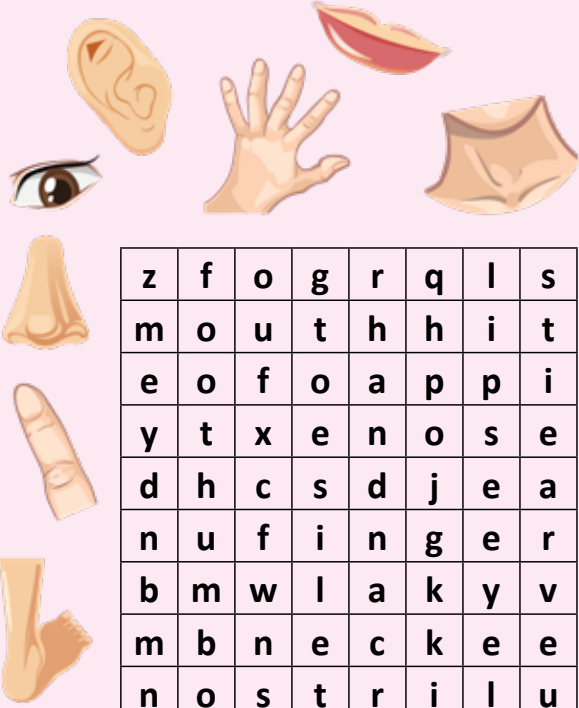 z f o g r q l s
m o u t h h i t
e o f o a p p i
y t x e n o s e
d h c s d j e a
n u f i n g e r
b m w l a k y v
m b n e c k e e
n o s t r i l u